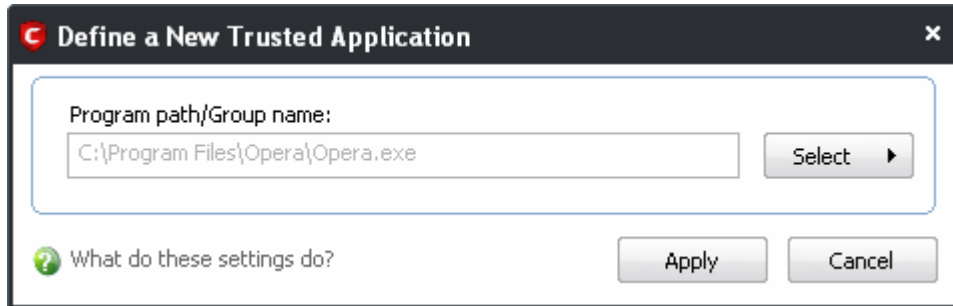 Define a New Trusted Application
Program path/Group name:
C:\Program Files\Opera\Opera.exe
Select
What do these settings do?
Apply
Cancel